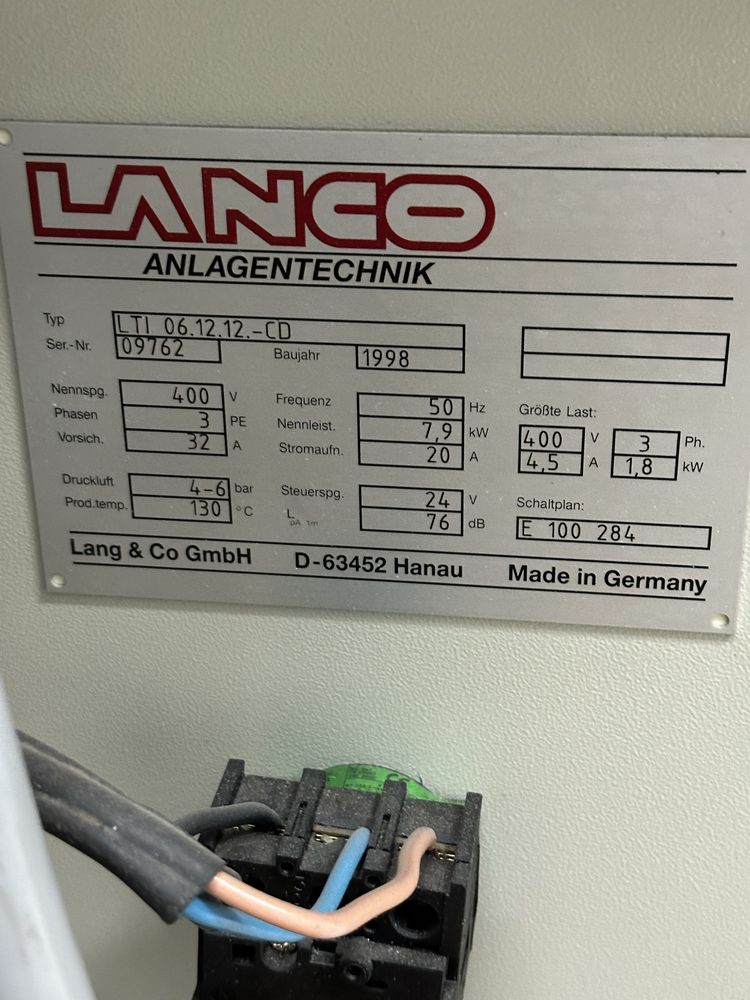 LANCO
ANLAGENTECHNIK
Typ LTI 06.12.12.-CD
Ser.-Nr. 09762 Baujahr 1998
Nennspg. 400 V Frequenz 50 Hz Größte Last:
Phasen 3 PE Nennleist. 7,9 kW 400 V 3 Ph.
Vorsich. 32 A Stromaufn. 20 A 4,5 A 1,8 kW
Druckluft 4-6 bar Steuerspg. 24 V Schaltplan:
Prod.temp. 130 °C L pA 1m 76 dB E 100 284
Lang & Co GmbH D-63452 Hanau Made in Germany